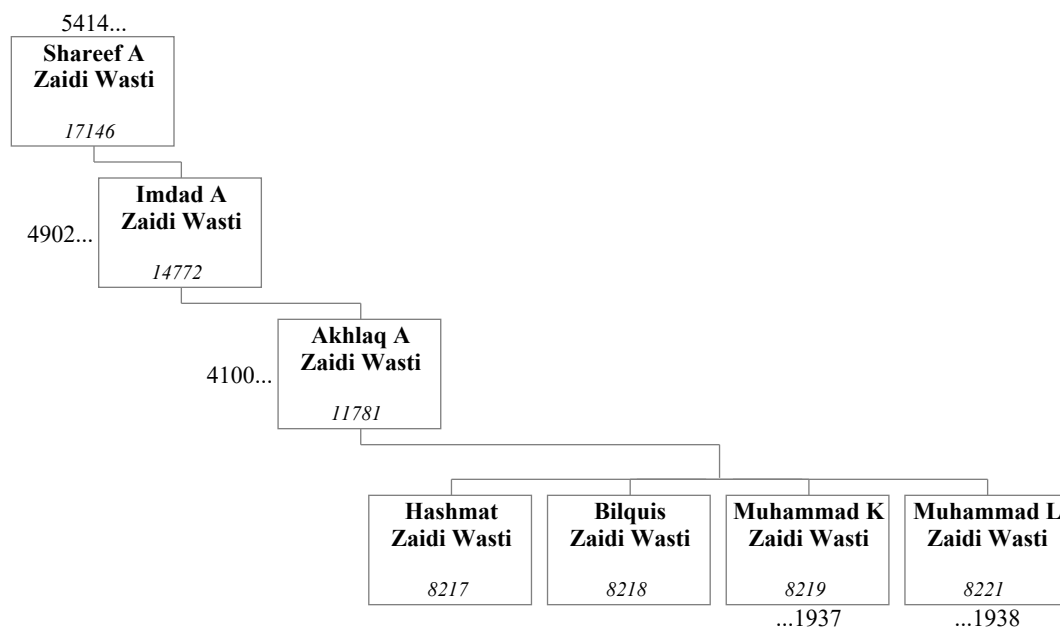 5414...
Shareef A
Zaidi Wasti
17146
Imdad A
Zaidi Wasti
4902...
14772
Akhlaq A
Zaidi Wasti
4100...
11781
Hashmat
Zaidi Wasti
8217
Bilquis
Zaidi Wasti
8218
Muhammad K
Zaidi Wasti
8219
...1937
Muhammad L
Zaidi Wasti
8221
...1938